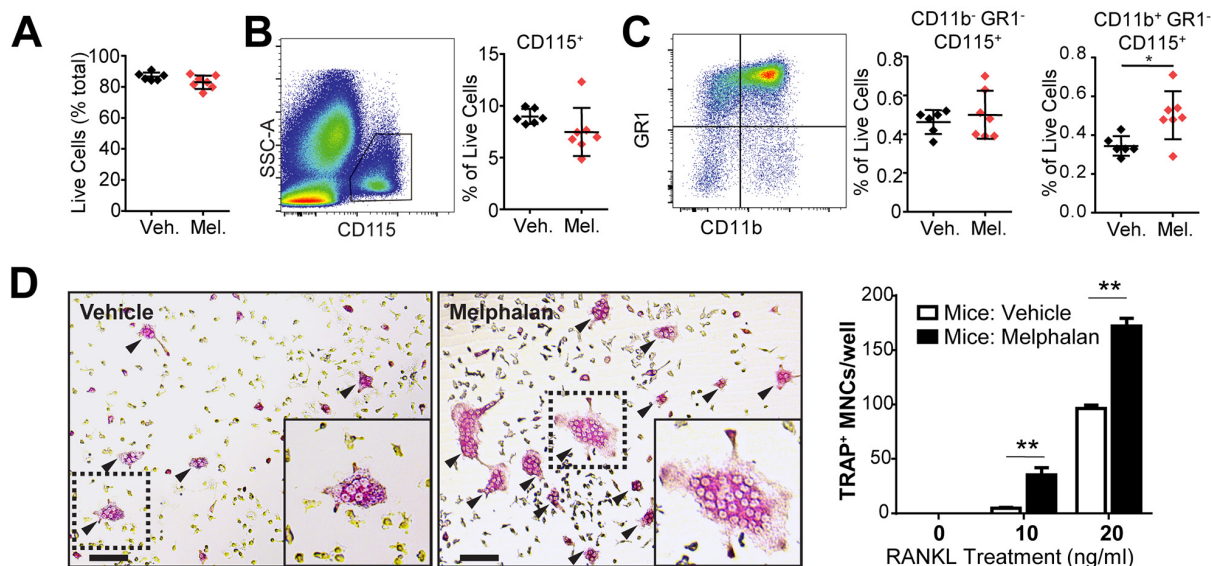 A
Live Cells (% total)
100
80
60
40
20
0
Veh. Mel.
B
SSC-A
CD115
CD115+
% of Live Cells
15
10
5
0
Veh. Mel.
C
GR1
CD11b
CD11b- GR1-
CD115+
% of Live Cells
0.8
0.6
0.4
0.2
0.0
Veh. Mel.
CD11b+ GR1-
CD115+
*
% of Live Cells
0.8
0.6
0.4
0.2
0.0
Veh. Mel.
D
Vehicle
Melphalan
TRAP+ MNCs/well
200
150
100
50
0
Mice: Vehicle
Mice: Melphalan
**
**
0 10 20
RANKL Treatment (ng/ml)